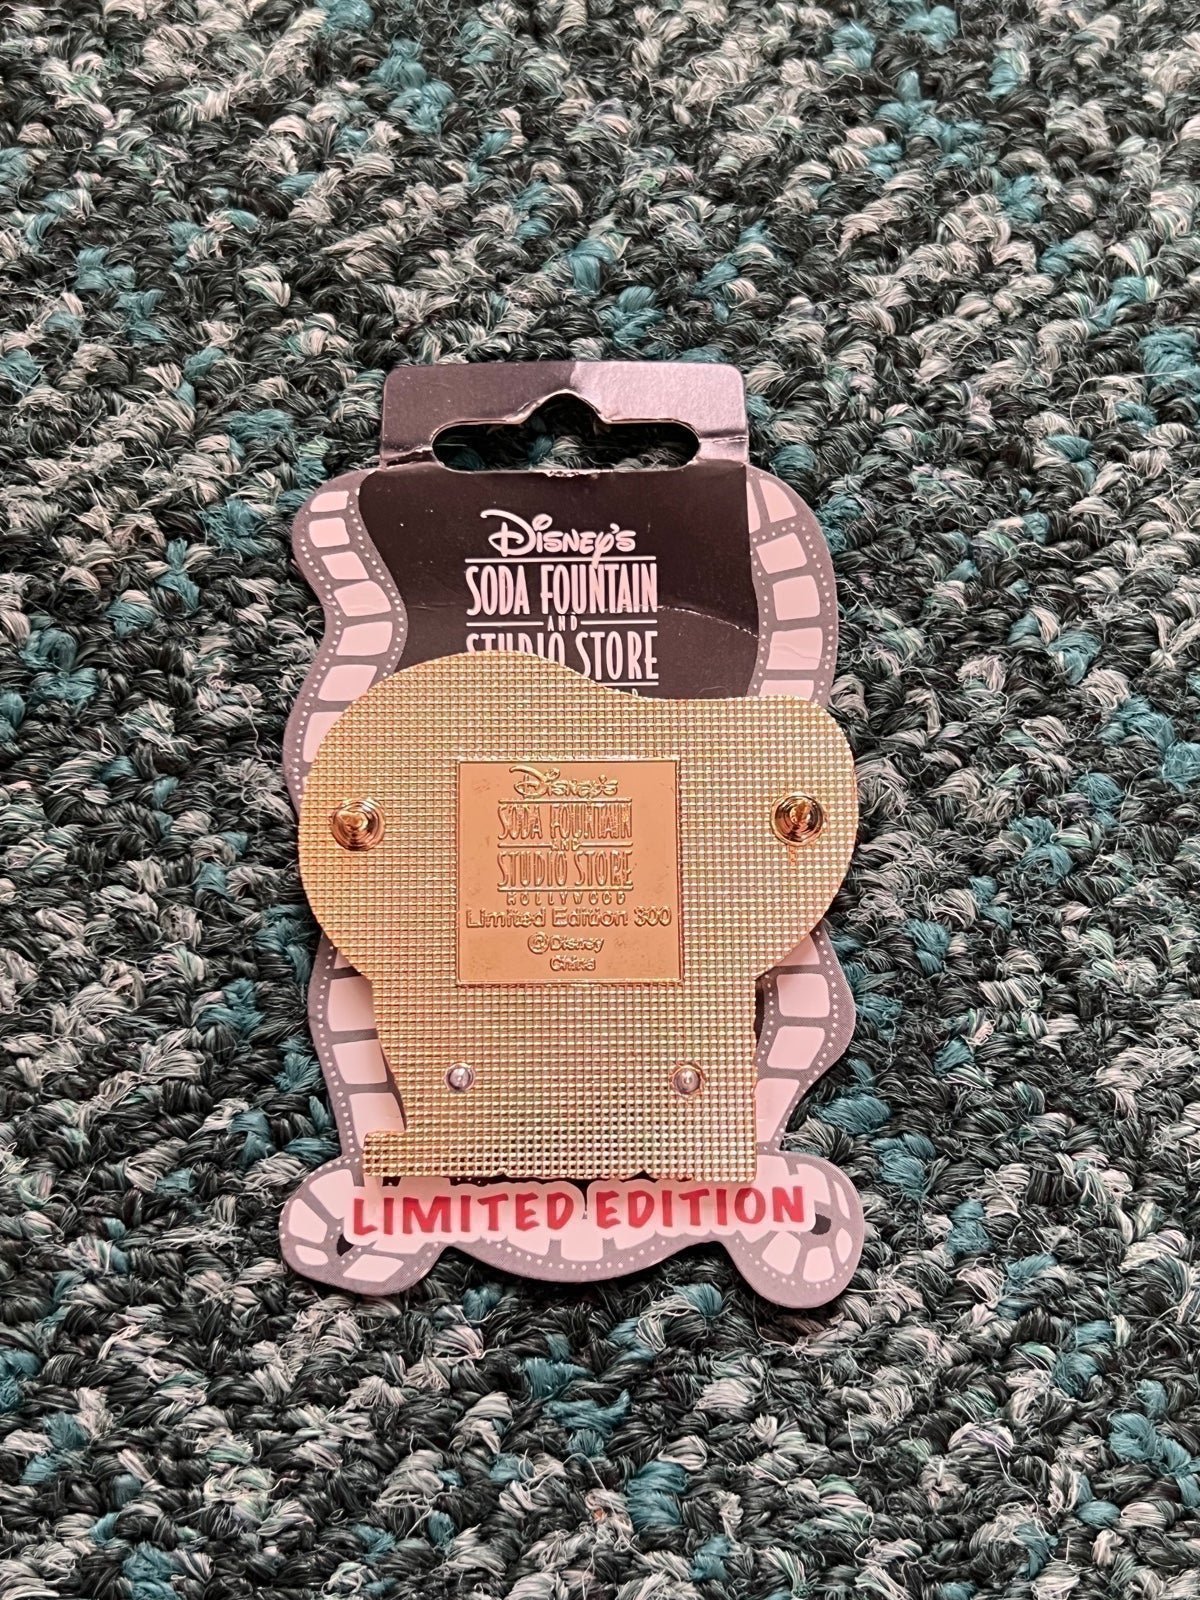 Disney's
SODA FOUNTAIN
AND
STUDIO STORE
Disney's
SODA FOUNTAIN
AND
STUDIO STORE
HOLLYWOOD
Limited Edition 300
© Disney
China
LIMITED EDITION